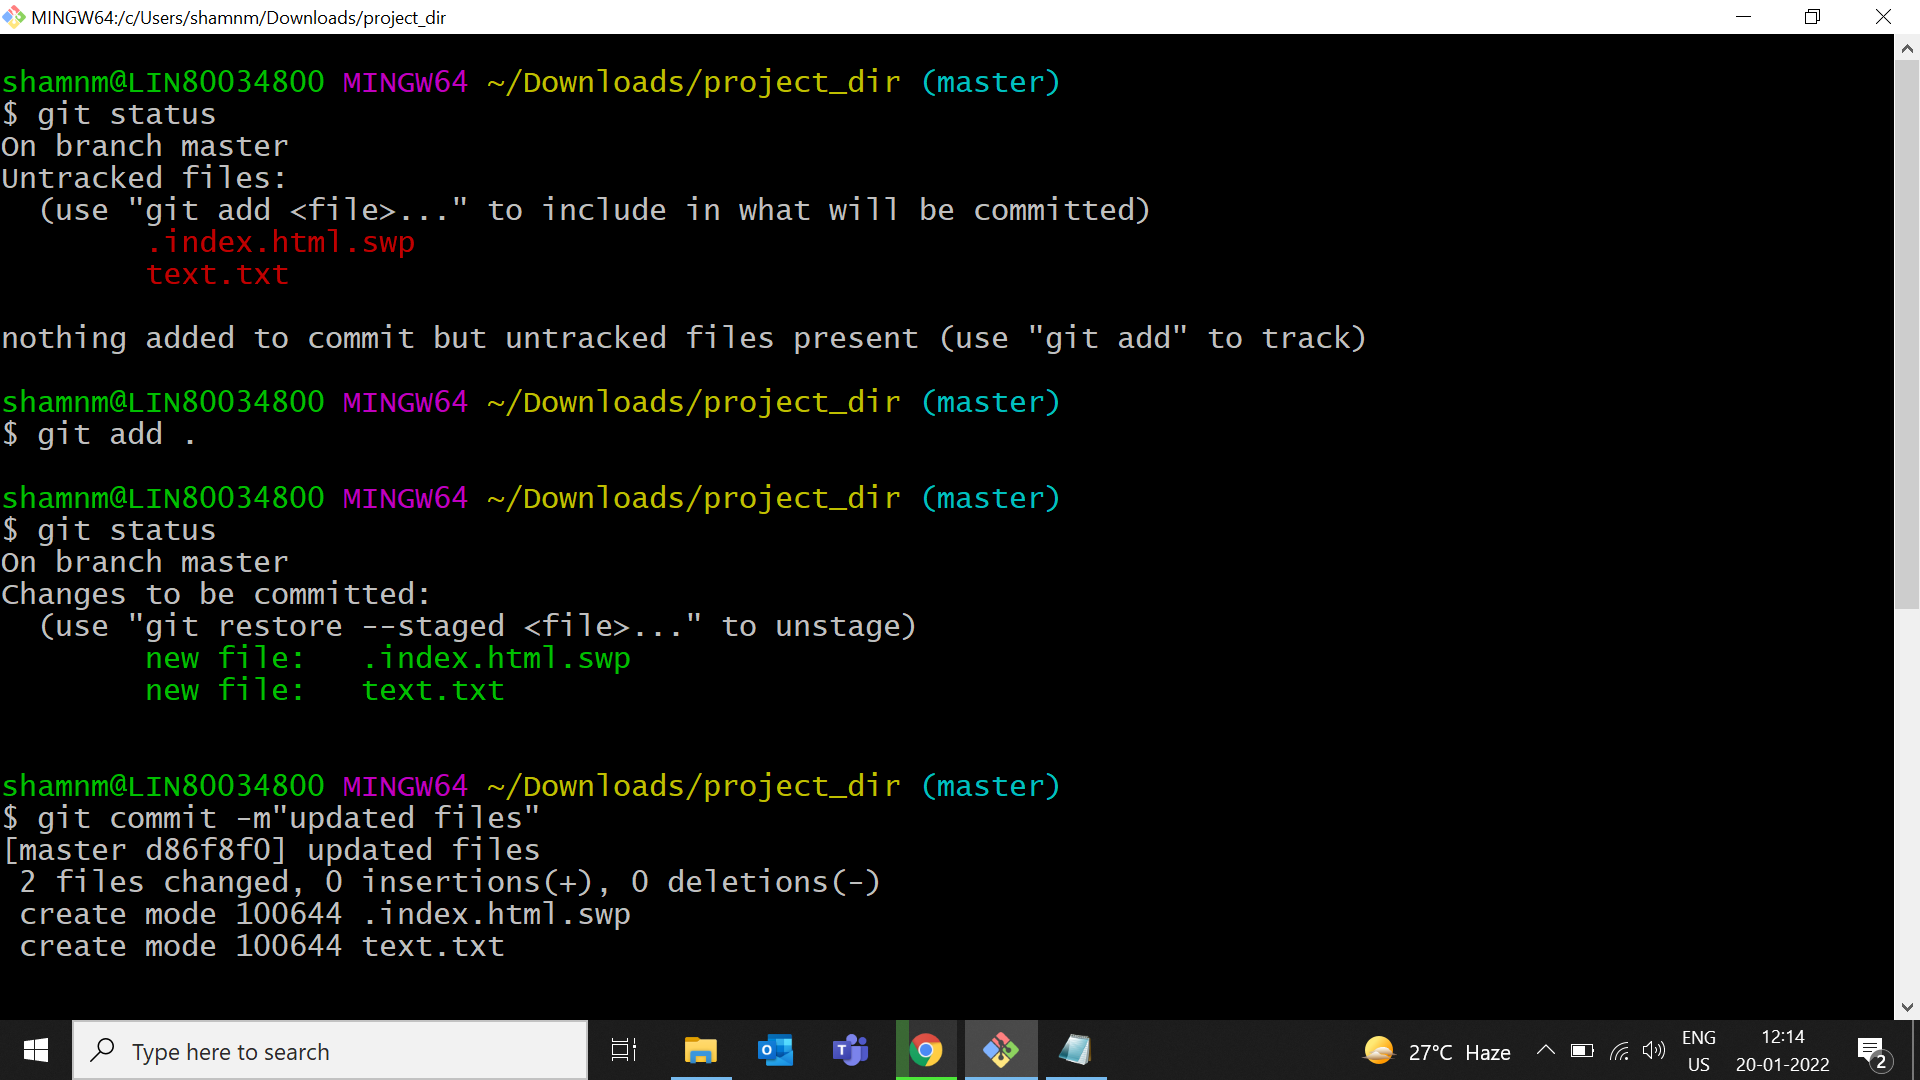 MINGW64:/c/Users/shamnm/Downloads/project_dir
shamnm@LIN80034800 MINGW64 ~/Downloads/project_dir (master)
$ git status
On branch master
Untracked files:
  (use "git add <file>..." to include in what will be committed)
        .index.html.swp
        text.txt
nothing added to commit but untracked files present (use "git add" to track)
shamnm@LIN80034800 MINGW64 ~/Downloads/project_dir (master)
$ git add .
shamnm@LIN80034800 MINGW64 ~/Downloads/project_dir (master)
$ git status
On branch master
Changes to be committed:
  (use "git restore --staged <file>..." to unstage)
        new file:   .index.html.swp
        new file:   text.txt
shamnm@LIN80034800 MINGW64 ~/Downloads/project_dir (master)
$ git commit -m"updated files"
[master d86f8f0] updated files
 2 files changed, 0 insertions(+), 0 deletions(-)
 create mode 100644 .index.html.swp
 create mode 100644 text.txt
Type here to search
27°C Haze
ENG
US
12:14
20-01-2022
2